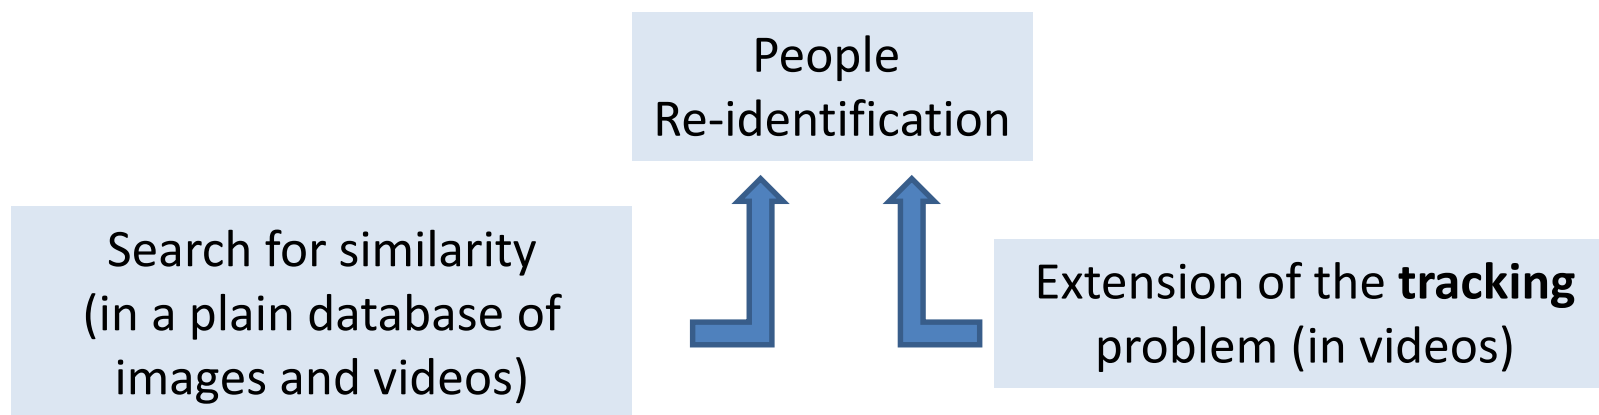 People
Re-identification
Search for similarity
(in a plain database of
images and videos)
Extension of the tracking
problem (in videos)